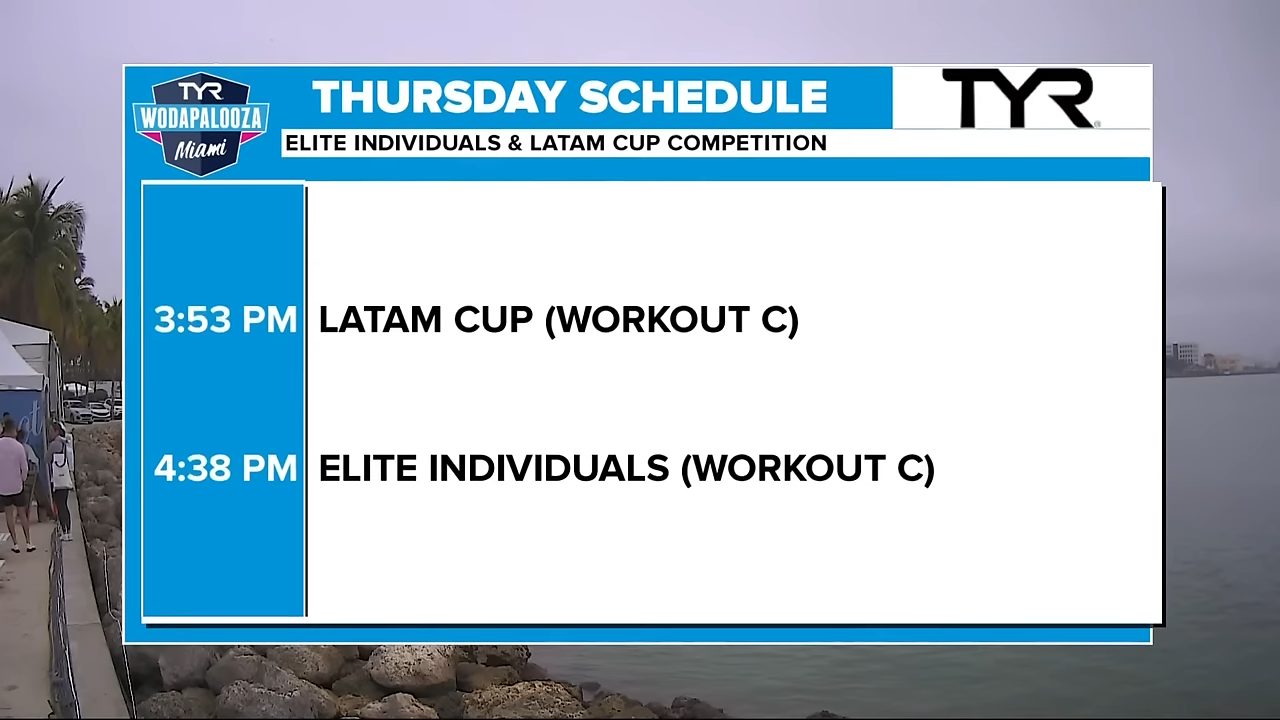 TYR
WODAPALOOZA
Miami
THURSDAY SCHEDULE
ELITE INDIVIDUALS & LATAM CUP COMPETITION
TYR
3:53 PM LATAM CUP (WORKOUT C)
4:38 PM ELITE INDIVIDUALS (WORKOUT C)